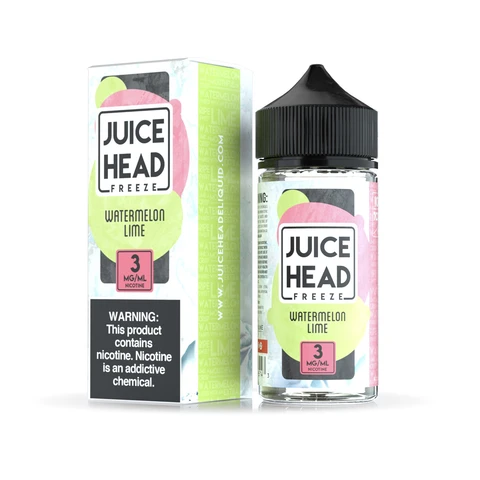 JUICE
HEAD
FREEZE
WATERMELON
LIME
3
MG/ML
NICOTINE
WARNING:
This product
contains
nicotine. Nicotine
is an addictive
chemical.
WWW.JUICEHEADELIQUID.COM
JUICE
HEAD
FREEZE
WATERMELON
LIME
3
MG/ML
NICOTINE